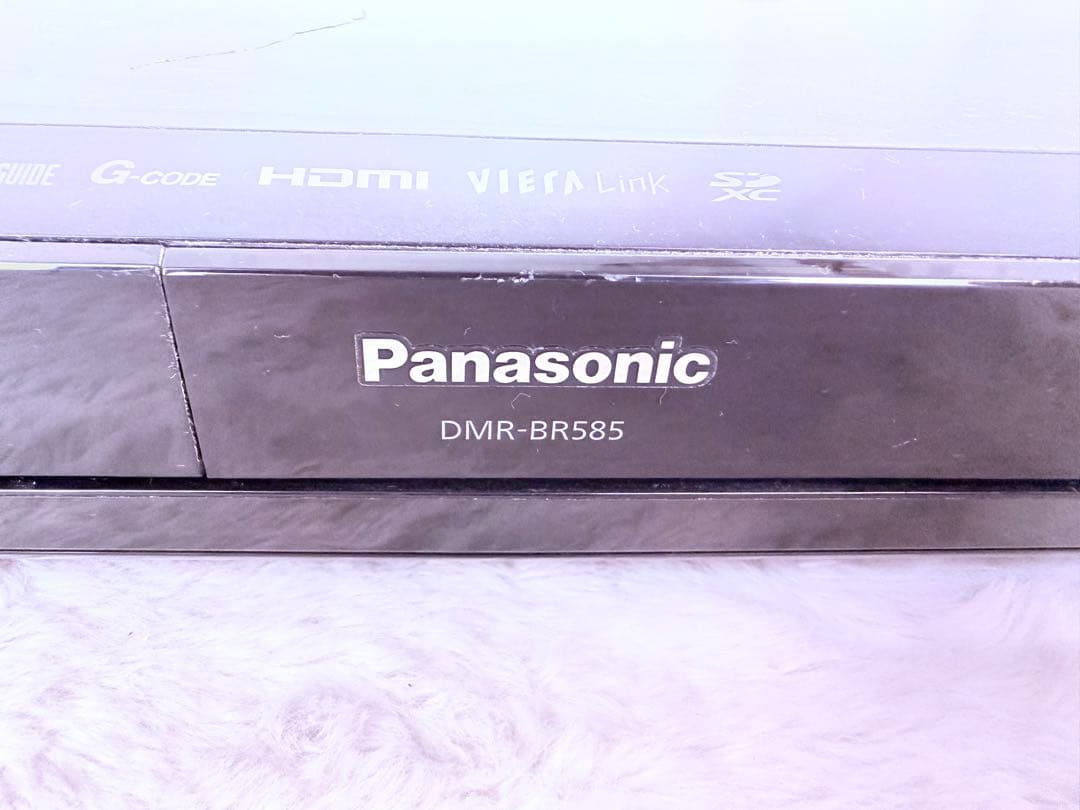 GUIDE G-CODE HDMI VIERA Link SD XC
Panasonic
DMR-BR585